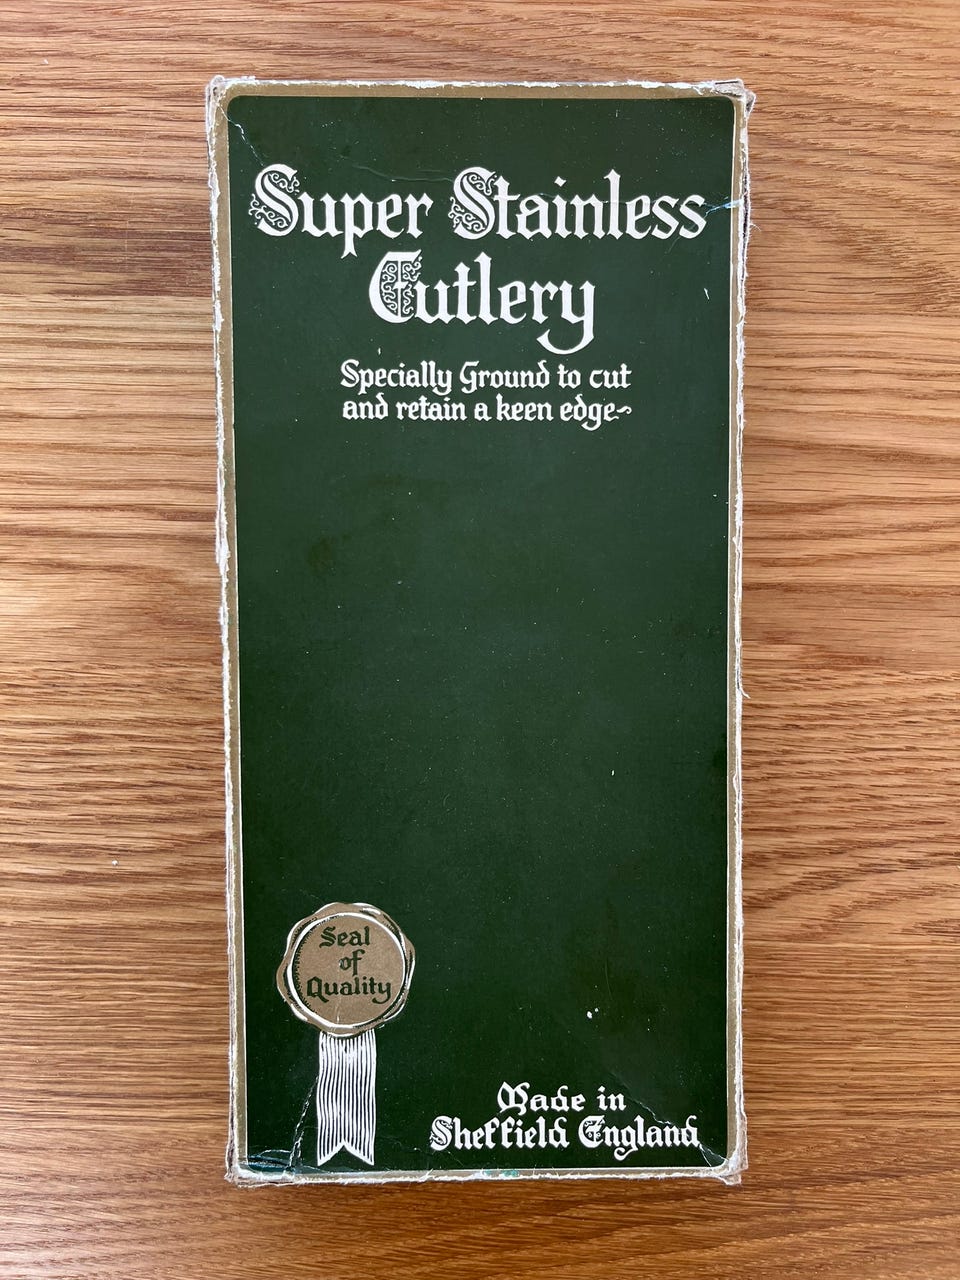 Super Stainless
Cutlery
Specially Ground to cut
and retain a keen edge~
Seal
of
Quality
Made in
Sheffield England